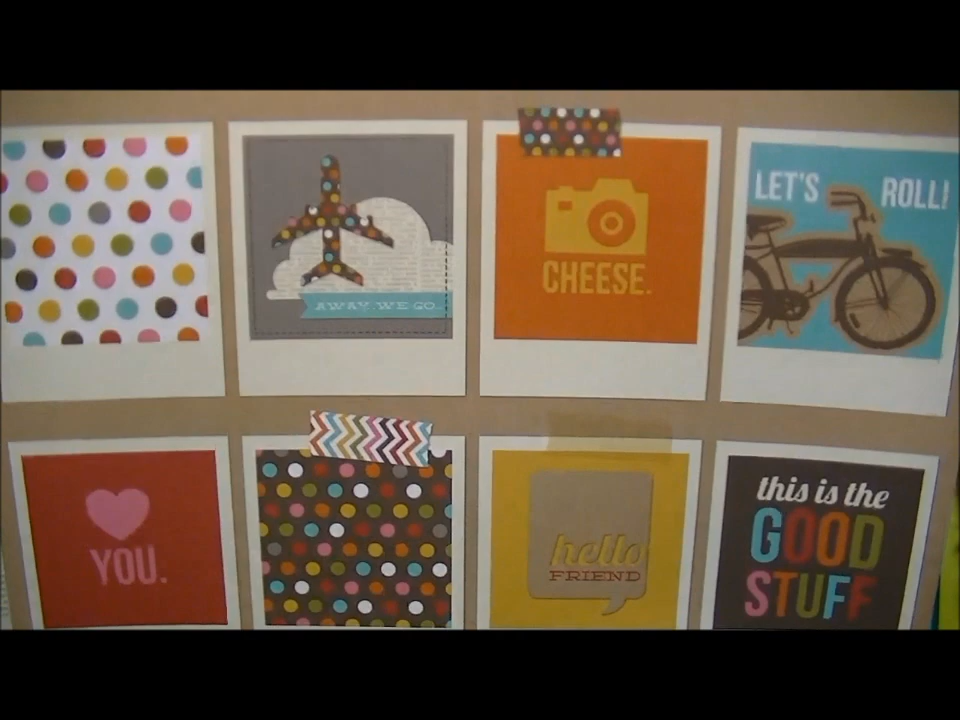 AWAY WE GO
CHEESE.
LET'S ROLL!
YOU.
hello
FRIEND
this is the
GOOD
STUFF